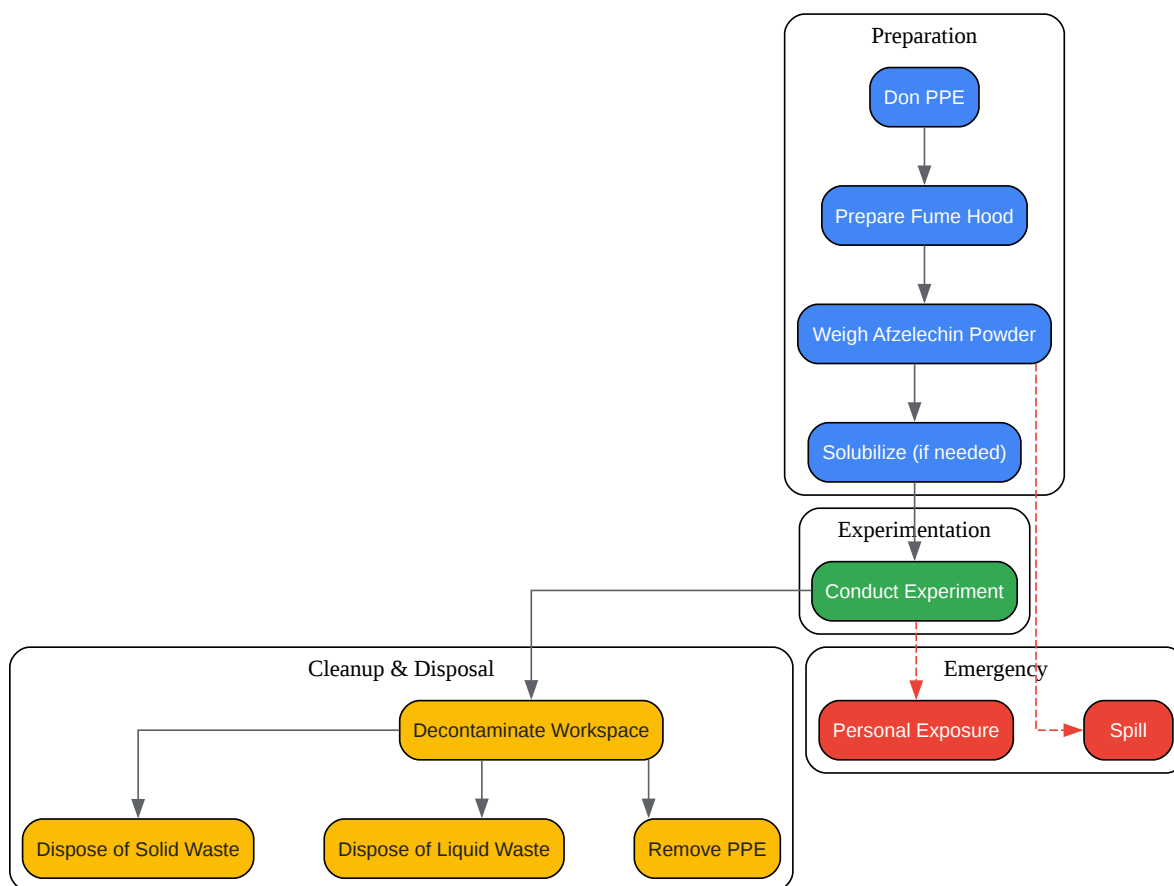 Preparation
Don PPE
Prepare Fume Hood
Weigh Afzelechin Powder
Solubilize (if needed)
Experimentation
Conduct Experiment
Cleanup & Disposal
Emergency
Decontaminate Workspace
Personal Exposure
Spill
Dispose of Solid Waste
Dispose of Liquid Waste
Remove PPE